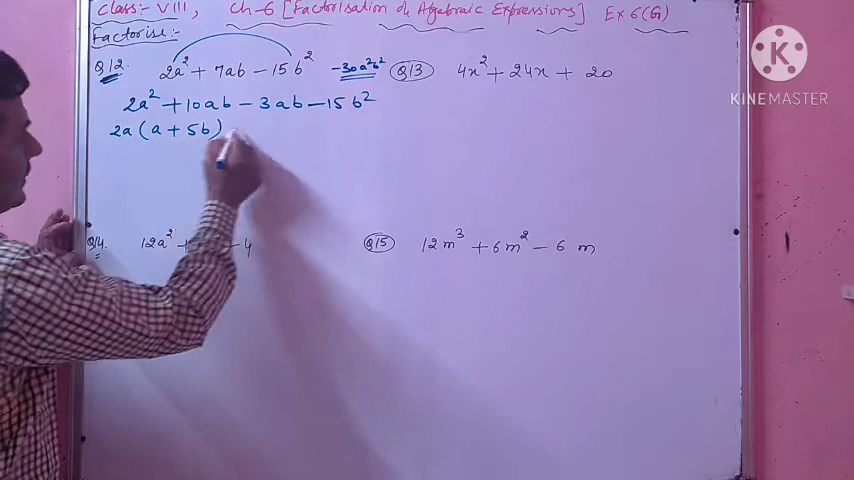 Class:- VIII, Ch-6 [Factorisation of Algebraic Expressions] Ex 6(G)
Factorise:-
Q12. 2a² + 7ab - 15b² -30a²b²
2a² + 10ab - 3ab - 15b²
2a (a + 5b)
Q13 4x² + 24x + 20
Q14. 12a² + - 4
Q15 12m³ + 6m² - 6m
KINEMASTER